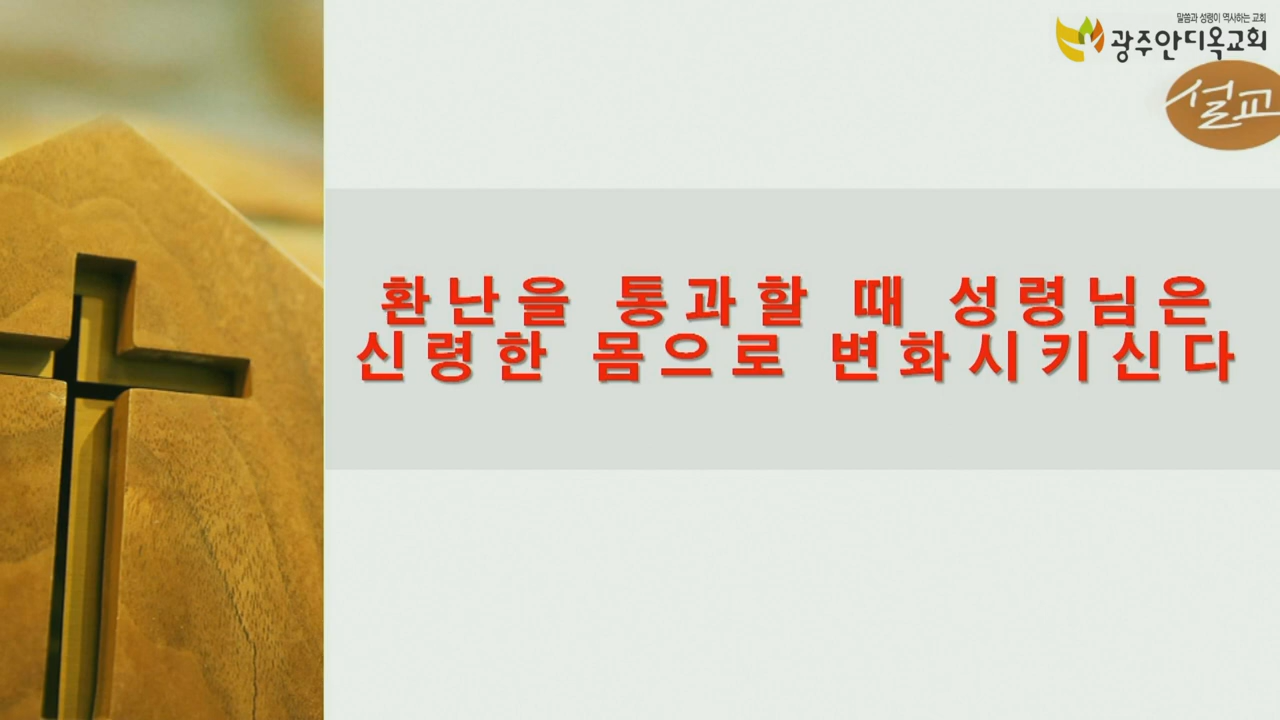 말씀과 성령이 역사하는 교회
광주안디옥교회
설교
환난을 통과할 때 성령님은
신령한 몸으로 변화시키신다